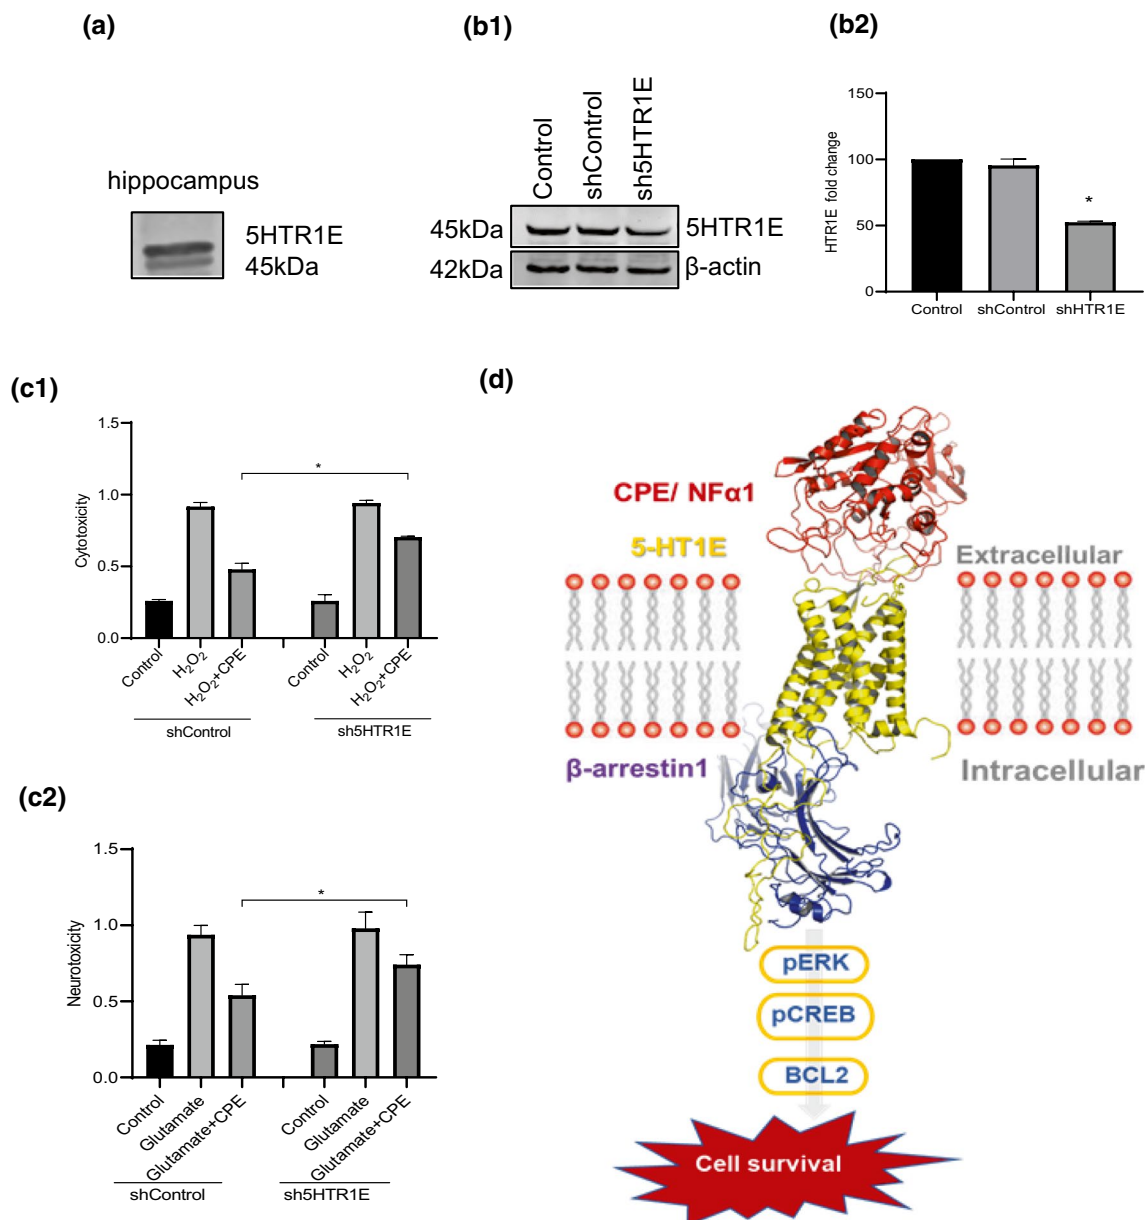 (a)
hippocampus
5HTR1E
45kDa
(b1)
Control
shControl
sh5HTR1E
45kDa
5HTR1E
42kDa
β-actin
(b2)
HTR1E fold change
150
100
50
0
*
Control
shControl
shHTR1E
(c1)
Cytotoxicity
1.5
1.0
0.5
0.0
*
Control
H₂O₂
H₂O₂+CPE
Control
H₂O₂
H₂O₂+CPE
shControl
sh5HTR1E
(c2)
Neurotoxicity
1.5
1.0
0.5
0.0
*
Control
Glutamate
Glutamate+CPE
Control
Glutamate
Glutamate+CPE
shControl
sh5HTR1E
(d)
CPE/ NFα1
5-HT1E
Extracellular
β-arrestin1
Intracellular
pERK
pCREB
BCL2
Cell survival